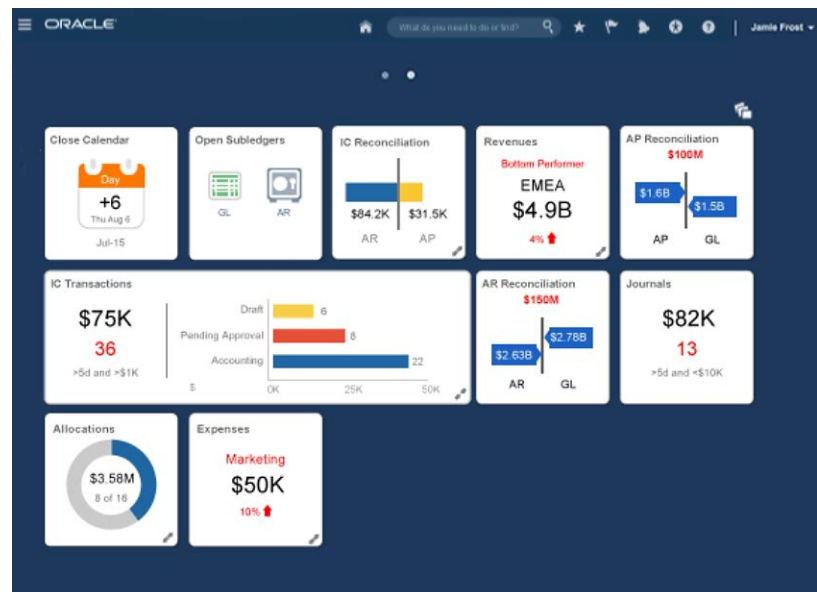 ORACLE
What do you need to do or find?
Jamie Frost
Close Calendar
Day
+6
Thu Aug 6
Jul-15
Open Subledgers
GL
AR
IC Reconciliation
$84.2K
$31.5K
AR
AP
Revenues
Bottom Performer
EMEA
$4.9B
4%
AP Reconciliation
$100M
$1.6B
$1.5B
AP
GL
IC Transactions
$75K
36
>5d and >$1K
Draft
6
Pending Approval
8
Accounting
22
$
0K
25K
50K
AR Reconciliation
$150M
$2.78B
$2.63B
AR
GL
Journals
$82K
13
>5d and <$10K
Allocations
$3.58M
8 of 16
Expenses
Marketing
$50K
10%